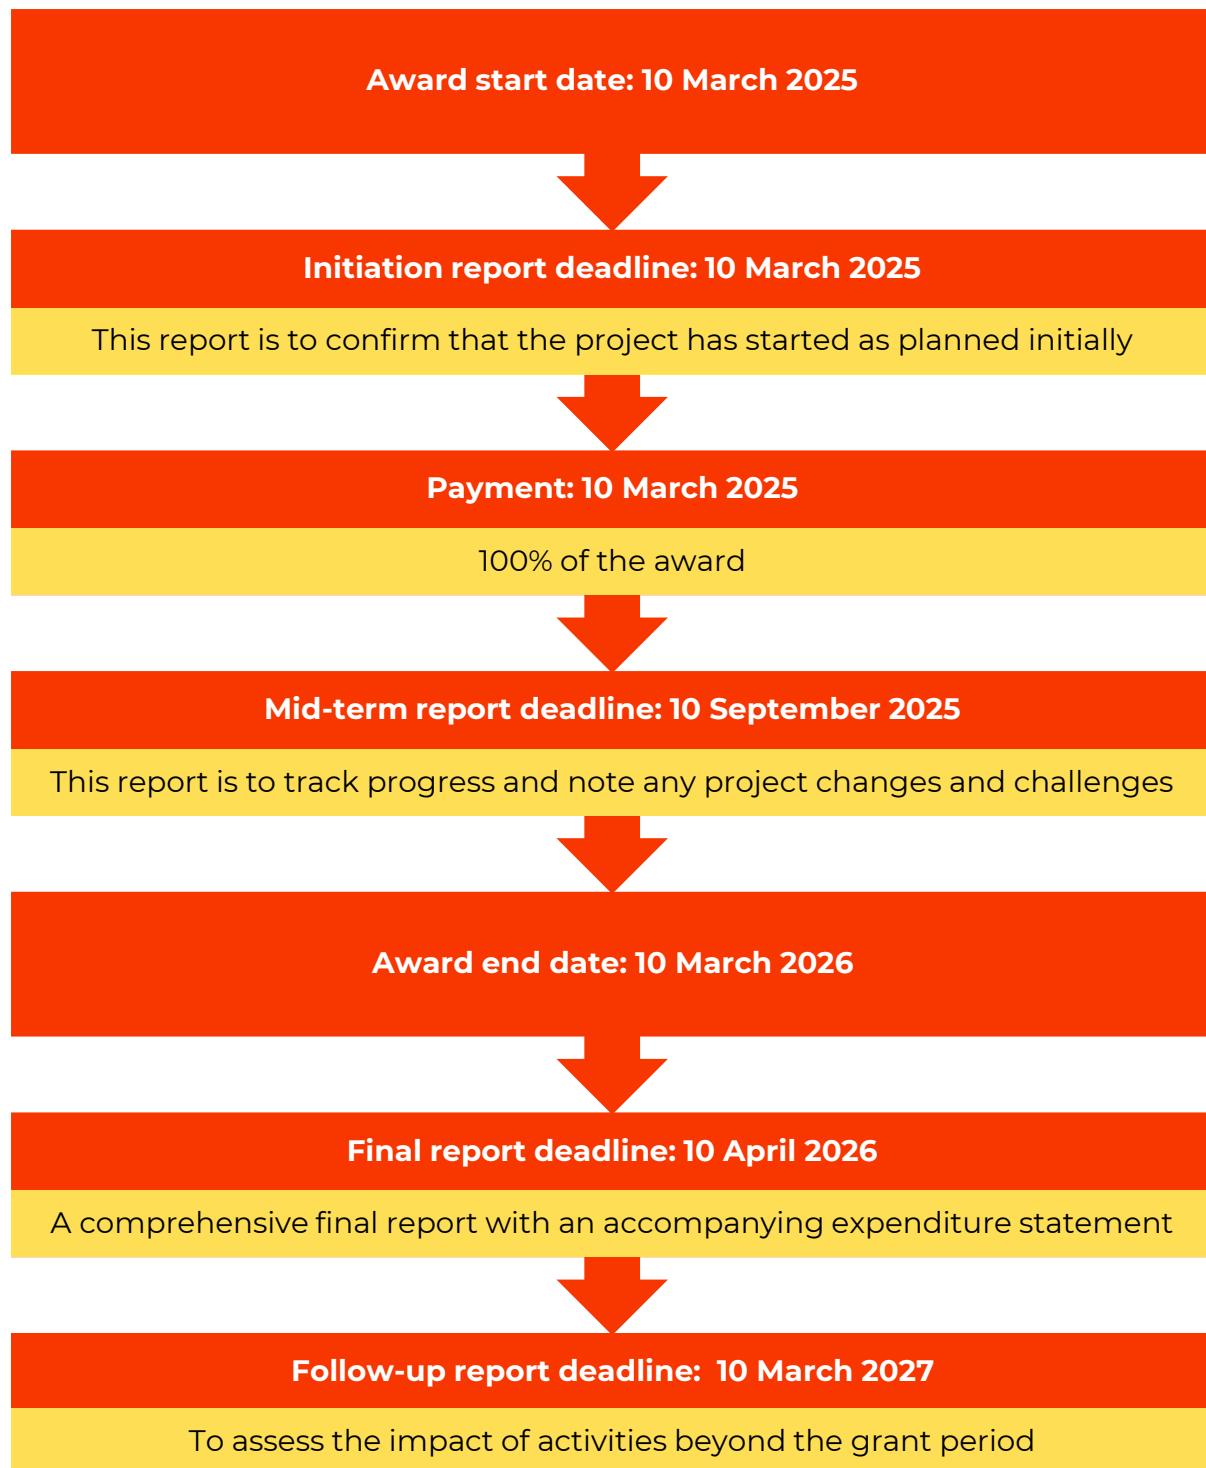 Award start date: 10 March 2025
Initiation report deadline: 10 March 2025
This report is to confirm that the project has started as planned initially
Payment: 10 March 2025
100% of the award
Mid-term report deadline: 10 September 2025
This report is to track progress and note any project changes and challenges
Award end date: 10 March 2026
Final report deadline: 10 April 2026
A comprehensive final report with an accompanying expenditure statement
Follow-up report deadline:  10 March 2027
To assess the impact of activities beyond the grant period